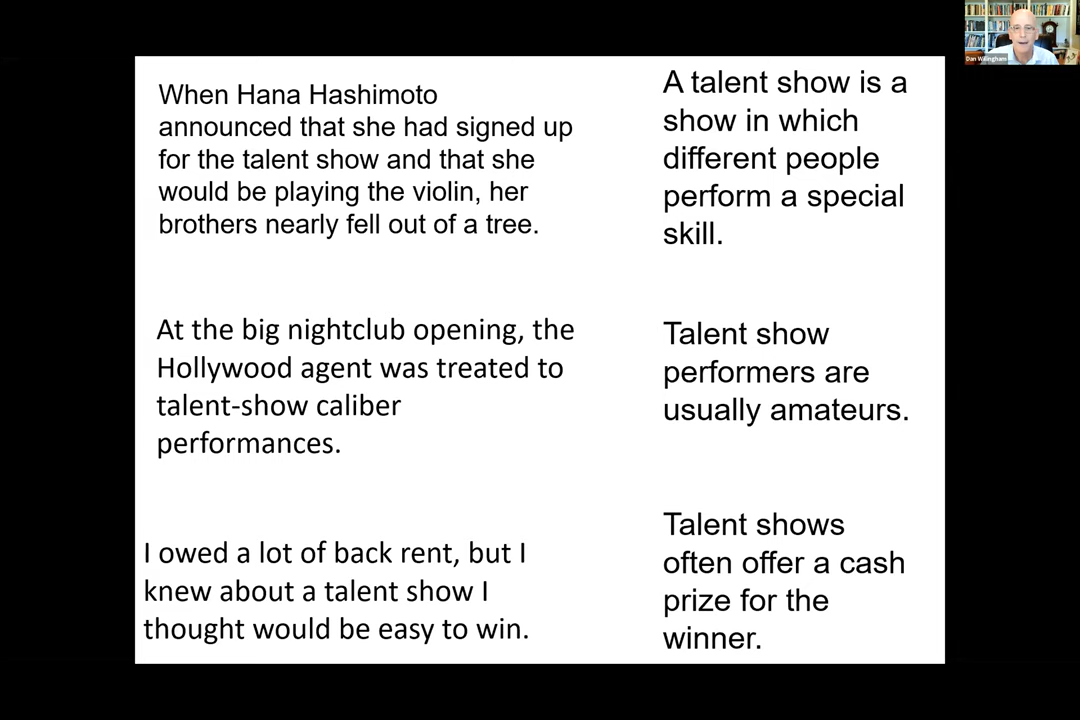 When Hana Hashimoto
announced that she had signed up
for the talent show and that she
would be playing the violin, her
brothers nearly fell out of a tree.
A talent show is a
show in which
different people
perform a special
skill.
At the big nightclub opening, the
Hollywood agent was treated to
talent-show caliber
performances.
Talent show
performers are
usually amateurs.
I owed a lot of back rent, but I
knew about a talent show I
thought would be easy to win.
Talent shows
often offer a cash
prize for the
winner.
Dan Willingham